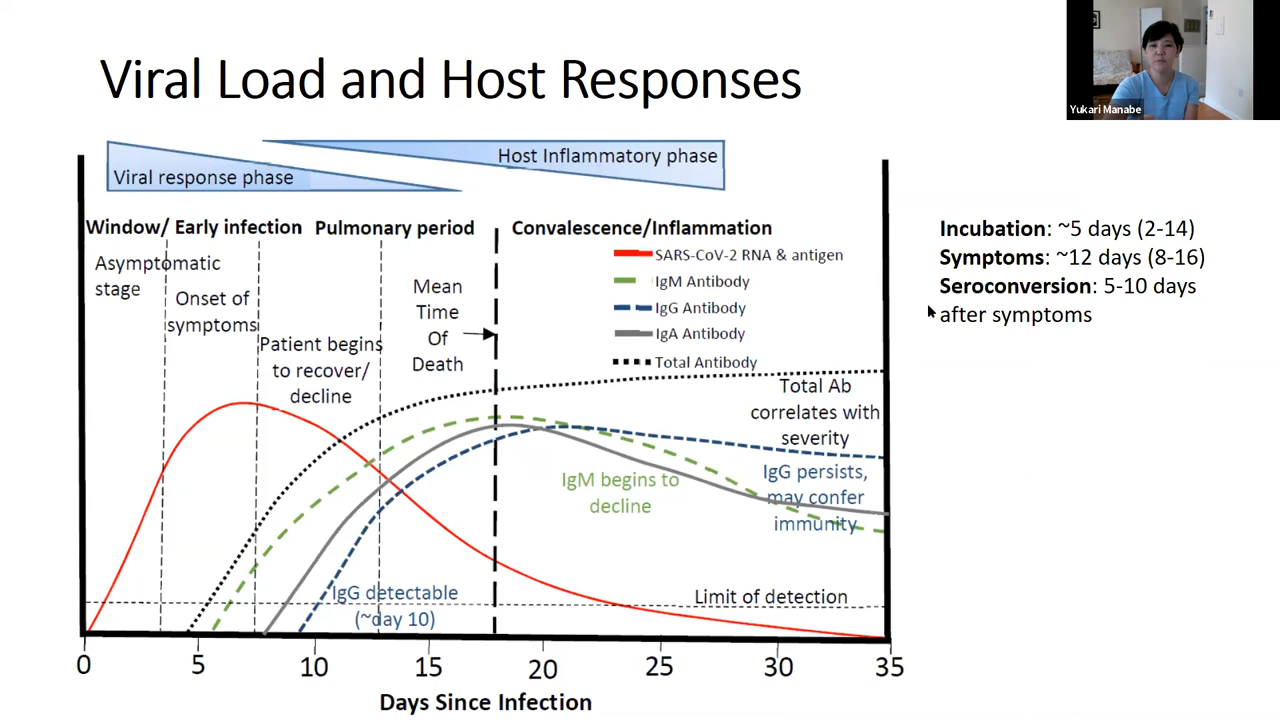 Viral Load and Host Responses
Yukari Manabe
Host Inflammatory phase
Viral response phase
Window/ Early infection
Pulmonary period
Convalescence/Inflammation
Asymptomatic
stage
Onset of
symptoms
Patient begins
to recover/
decline
Mean
Time
Of
Death
SARS-CoV-2 RNA & antigen
IgM Antibody
IgG Antibody
IgA Antibody
Total Antibody
Incubation: ~5 days (2-14)
Symptoms: ~12 days (8-16)
Seroconversion: 5-10 days
after symptoms
Total Ab
correlates with
severity
IgM begins to
decline
IgG persists,
may confer
immunity
IgG detectable
(~day 10)
Limit of detection
0 5 10 15 20 25 30 35
Days Since Infection